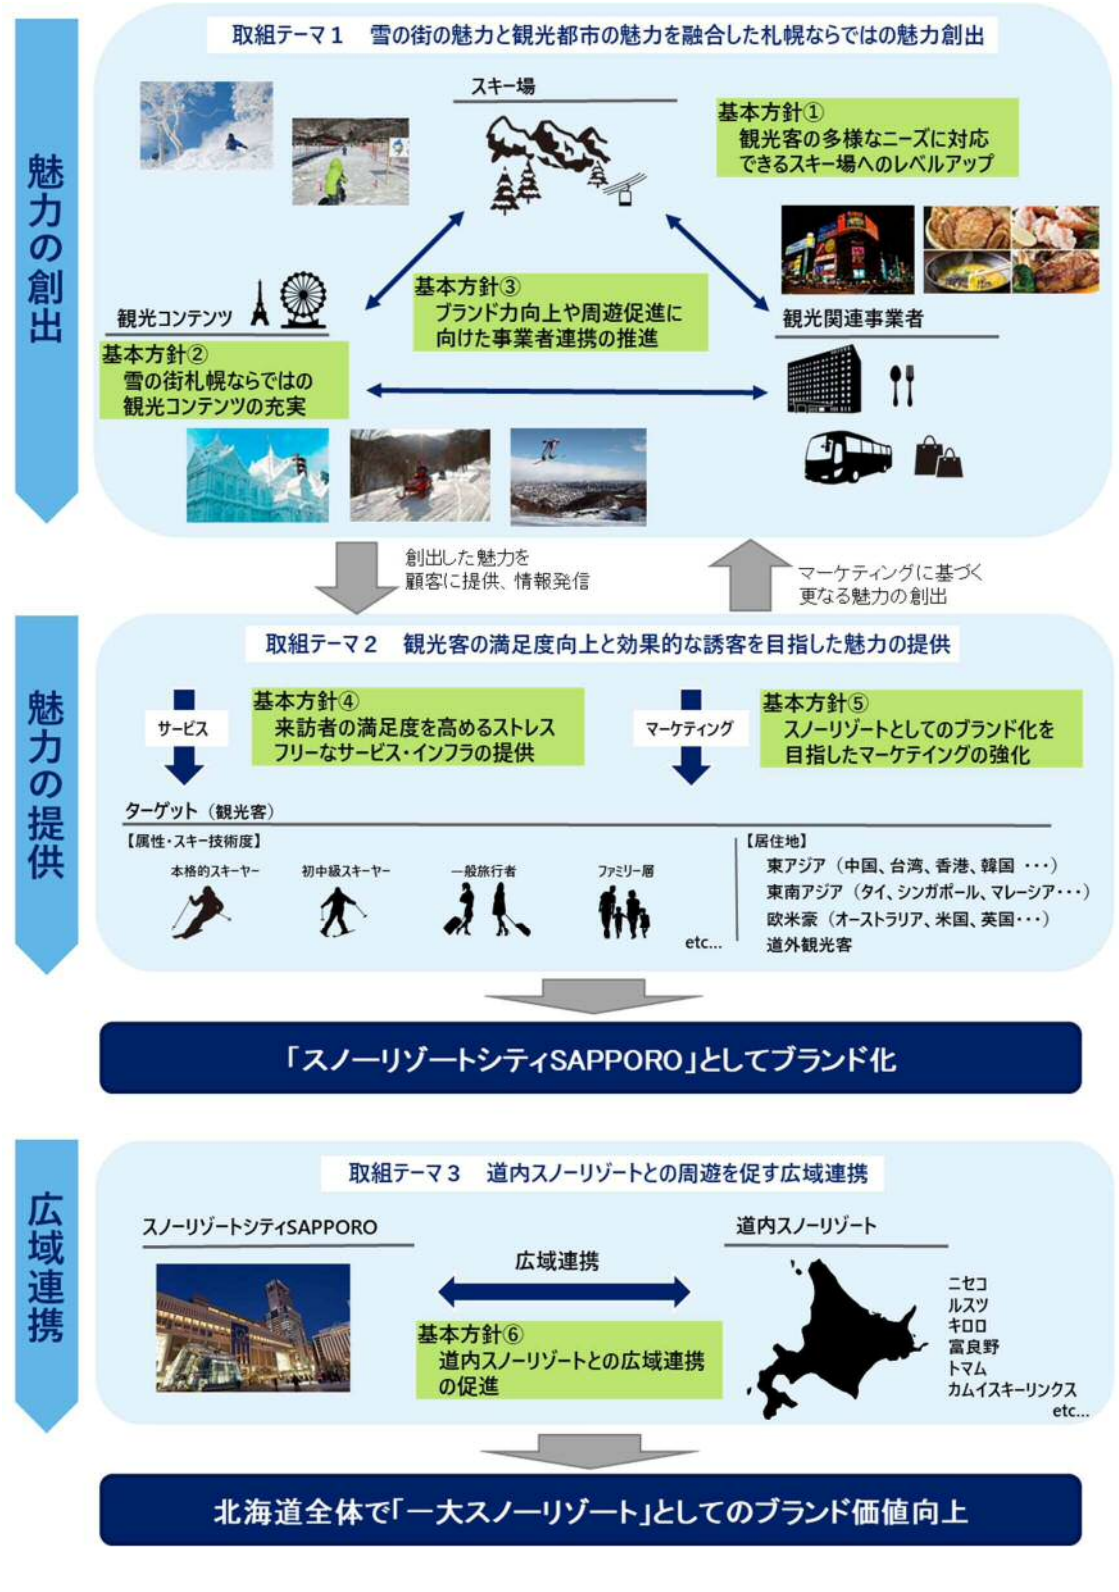 魅力の創出
取組テーマ1 雪の街の魅力と観光都市の魅力を融合した札幌ならではの魅力創出
スキー場
基本方針①
観光客の多様なニーズに対応
できるスキー場へのレベルアップ
基本方針③
ブランド力向上や周遊促進に
向けた事業者連携の推進
観光コンテンツ
基本方針②
雪の街札幌ならではの
観光コンテンツの充実
観光関連事業者
創出した魅力を
顧客に提供、情報発信
マーケティングに基づく
更なる魅力の創出
魅力の提供
取組テーマ2 観光客の満足度向上と効果的な誘客を目指した魅力の提供
サービス
基本方針④
来訪者の満足度を高めるストレス
フリーなサービス・インフラの提供
マーケティング
基本方針⑤
スノーリゾートとしてのブランド化を
目指したマーケテイングの強化
ターゲット（観光客）
【属性・スキー技術度】
本格的スキーヤー
初中級スキーヤー
一般旅行者
ファミリー層
etc...
【居住地】
東アジア（中国、台湾、香港、韓国 ・・・）
東南アジア（タイ、シンガポール、マレーシア・・・）
欧米豪（オーストラリア、米国、英国・・・）
道外観光客
「スノーリゾートシティSAPPORO」としてブランド化
広域連携
取組テーマ3 道内スノーリゾートとの周遊を促す広域連携
スノーリゾートシティSAPPORO
広域連携
基本方針⑥
道内スノーリゾートとの広域連携
の促進
道内スノーリゾート
ニセコ
ルスツ
キロロ
富良野
トマム
カムイスキーリンクス
etc...
北海道全体で「一大スノーリゾート」としてのブランド価値向上